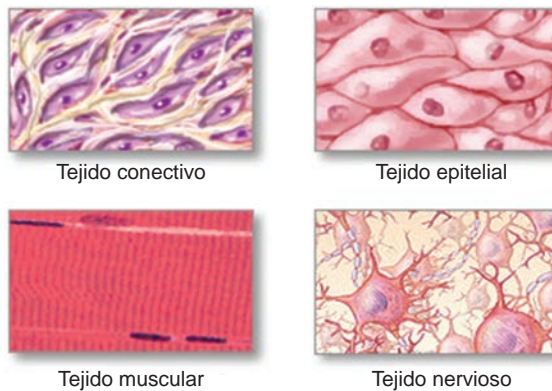 Tejido conectivo
Tejido epitelial
Tejido muscular
Tejido nervioso